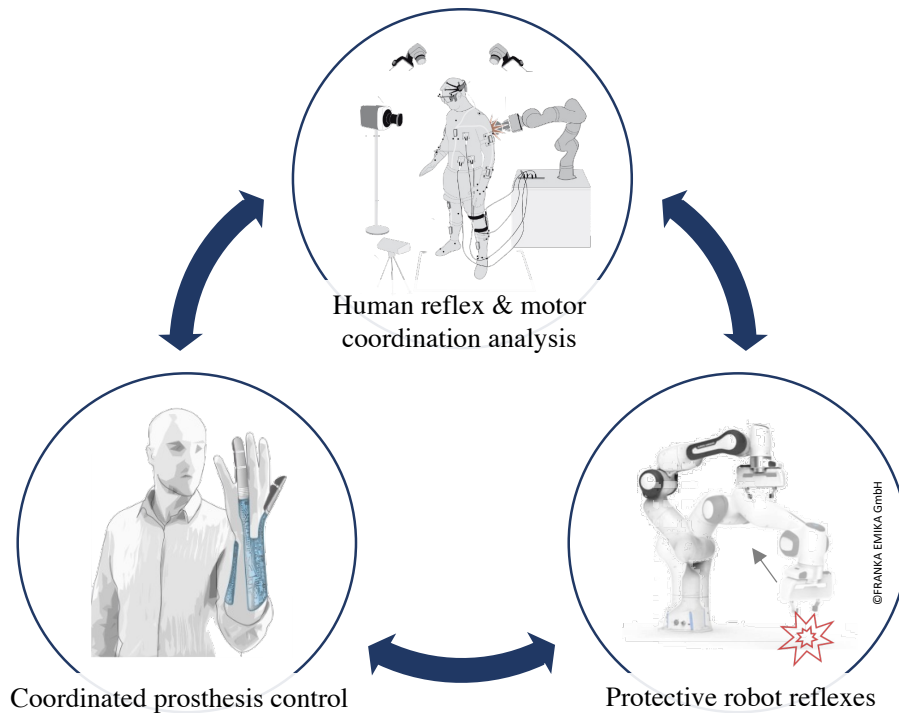 Human reflex & motor
coordination analysis
©FRANKA EMIKA GmbH
Coordinated prosthesis control
Protective robot reflexes